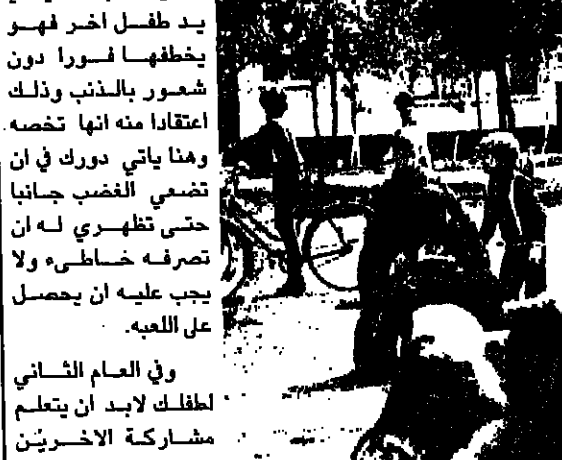 يد طفل اخر فهو
يخطفها فورا دون
شعور بالذنب وذلك
اعتقادا منه انها تخصه
وهنا ياتي دورك في ان
تضعي الغضب جانبا
حتى تظهري له ان
تصرفه خاطىء ولا
يجب عليه ان يحصل
على اللعبه.
وفي العام الثاني
لطفلك لابد ان يتعلم
مشاركة الاخرين